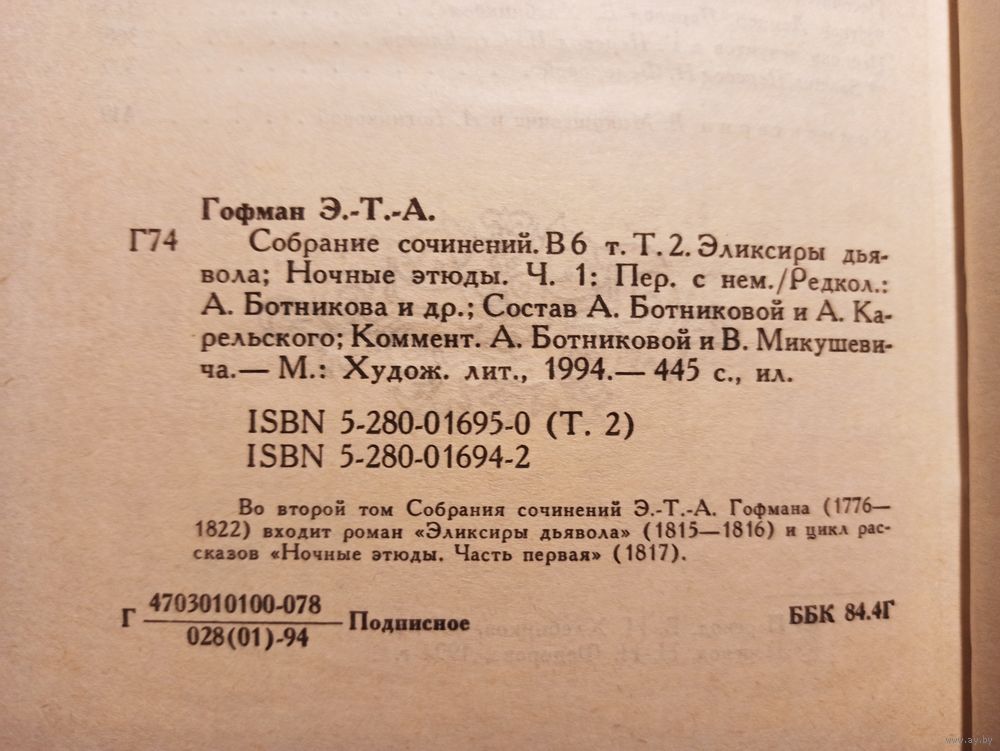 Гофман Э.-Т.-А.
Г74 Собрание сочинений. В 6 т. Т. 2. Эликсиры дья-
вола; Ночные этюды. Ч. 1: Пер. с нем./Редкол.:
А. Ботникова и др.; Состав А. Ботниковой и А. Ка-
рельского; Коммент. А. Ботниковой и В. Микушеви-
ча.— М.: Худож. лит., 1994.— 445 с., ил.
ISBN 5-280-01695-0 (Т. 2)
ISBN 5-280-01694-2
Во второй том Собрания сочинений Э.-Т.-А. Гофмана (1776—
1822) входит роман «Эликсиры дьявола» (1815—1816) и цикл рас-
сказов «Ночные этюды. Часть первая» (1817).
Г 4703010100-078
028(01)-94 Подписное ББК 84.4Г
www.ay.by